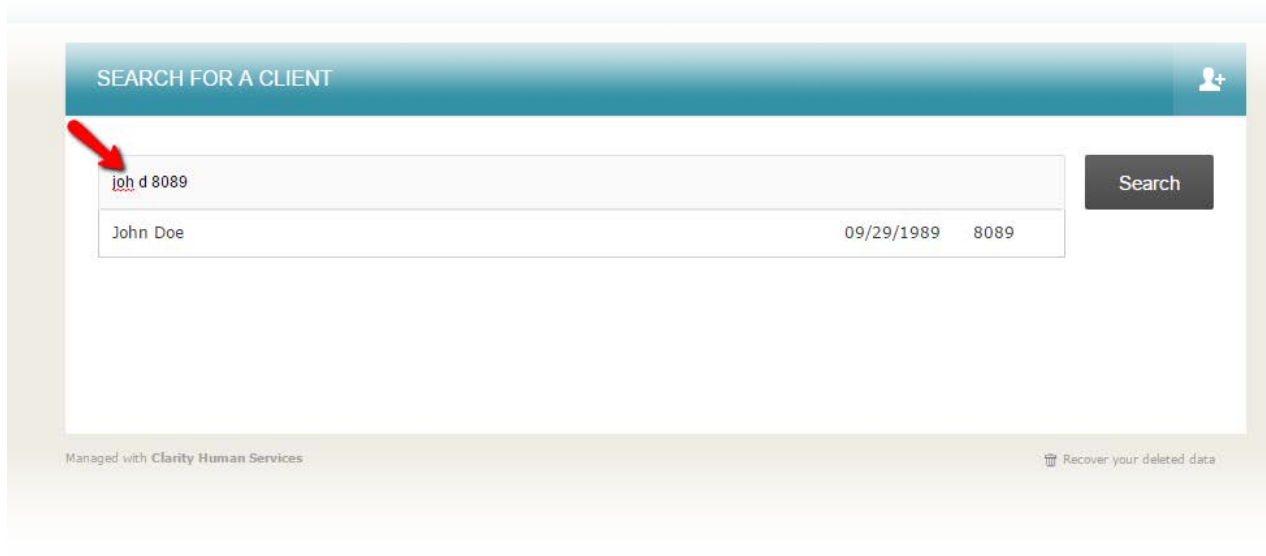 SEARCH FOR A CLIENT
joh d 8089
Search
John Doe 09/29/1989 8089
Managed with Clarity Human Services
Recover your deleted data